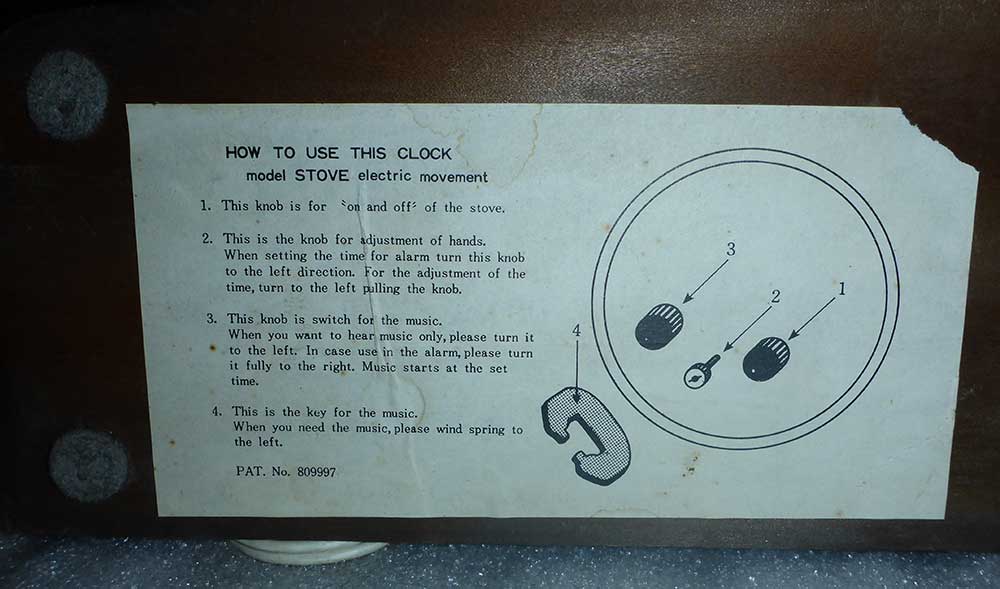 HOW TO USE THIS CLOCK
model STOVE electric movement
1. This knob is for "on and off" of the stove.
2. This is the knob for adjustment of hands.
When setting the time for alarm turn this knob
to the left direction. For the adjustment of the
time, turn to the left pulling the knob.
3. This knob is switch for the music.
When you want to hear music only, please turn it
to the left. In case use in the alarm, please turn
it fully to the right. Music starts at the set
time.
4. This is the key for the music.
When you need the music, please wind spring to
the left.
PAT. No. 809997
3
2
1
4